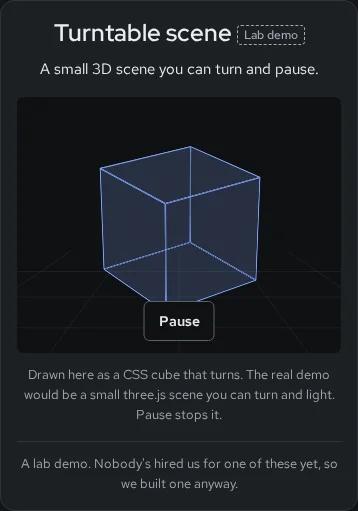 Turntable scene Lab demo
A small 3D scene you can turn and pause.
Pause
Drawn here as a CSS cube that turns. The real demo
would be a small three.js scene you can turn and light.
Pause stops it.
A lab demo. Nobody's hired us for one of these yet, so
we built one anyway.